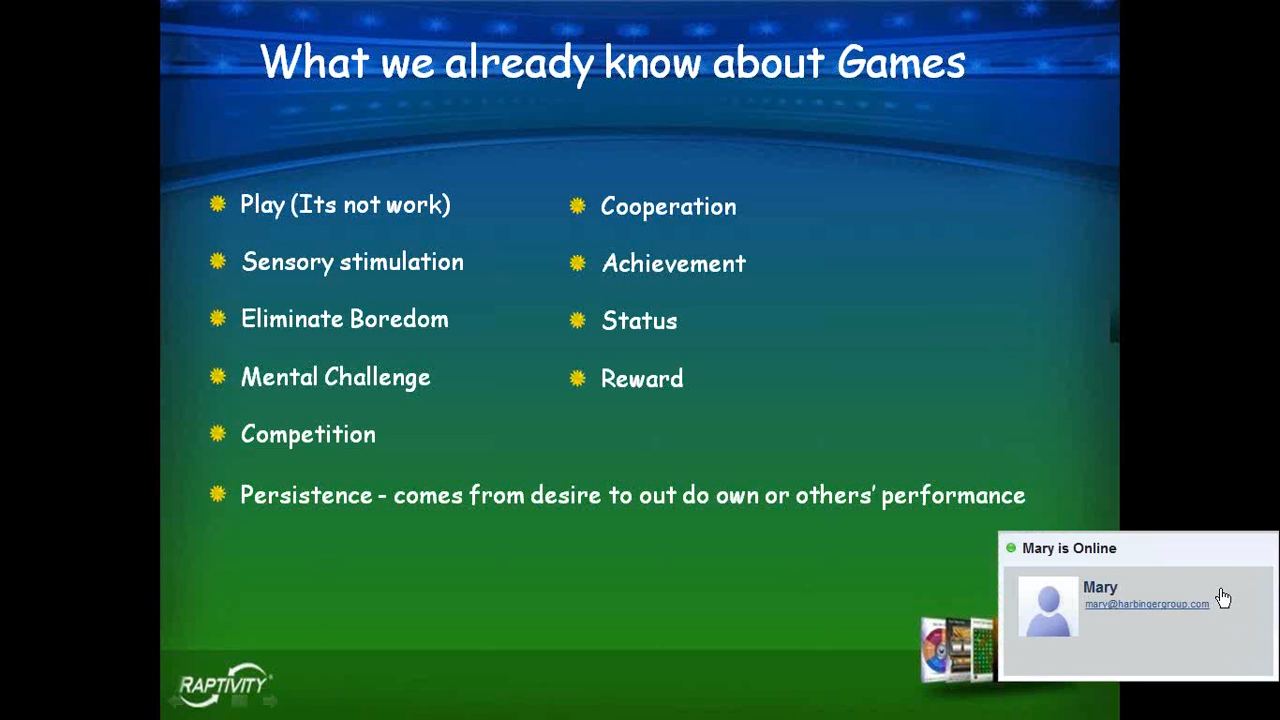 What we already know about Games
Play (Its not work)
Sensory stimulation
Eliminate Boredom
Mental Challenge
Competition
Cooperation
Achievement
Status
Reward
Persistence - comes from desire to out do own or others’ performance
Mary is Online
Mary
mary@harbingergroup.com
RAPTIVITY®